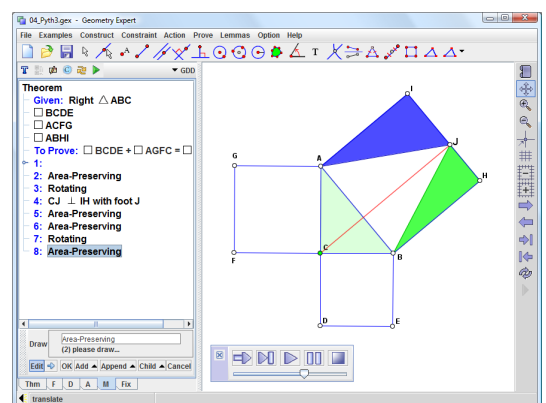 04_Pyth3.gex - Geometry Expert
File Examples Construct Constraint Action Prove Lemmas Option Help
T
GDD
Theorem
Given: Right △ ABC
□ BCDE
□ ACFG
□ ABHI
To Prove: □ BCDE + □ AGFC = □
1:
2: Area-Preserving
3: Rotating
4: CJ ⊥ IH with foot J
5: Area-Preserving
6: Area-Preserving
7: Rotating
8: Area-Preserving
I
J
G
A
H
F
C
B
D
E
Draw
Area-Preserving
(2) please draw...
Edit OK Add Append Child Cancel
Thm F D A M Fix
translate